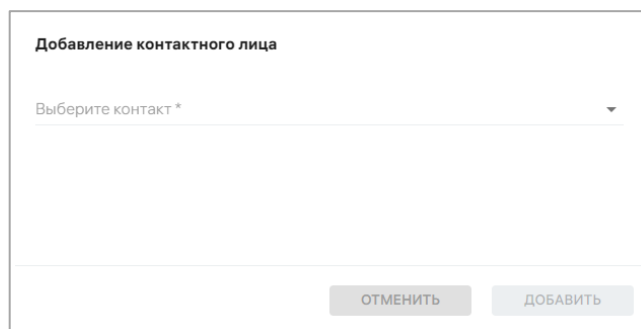 Добавление контактного лица
Выберите контакт *
ОТМЕНИТЬ ДОБАВИТЬ